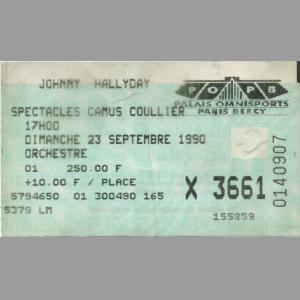 JOHNNY HALLYDAY
POPB
PALAIS OMNISPORTS
PARIS BERCY
SPECTACLES CAMUS COULLIER
17H00
DIMANCHE 23 SEPTEMBRE 1990
ORCHESTRE
01 250.00 F
+10.00 F / PLACE
X 3661
5794650 01 300490 165
5379 LM
155859
0140907